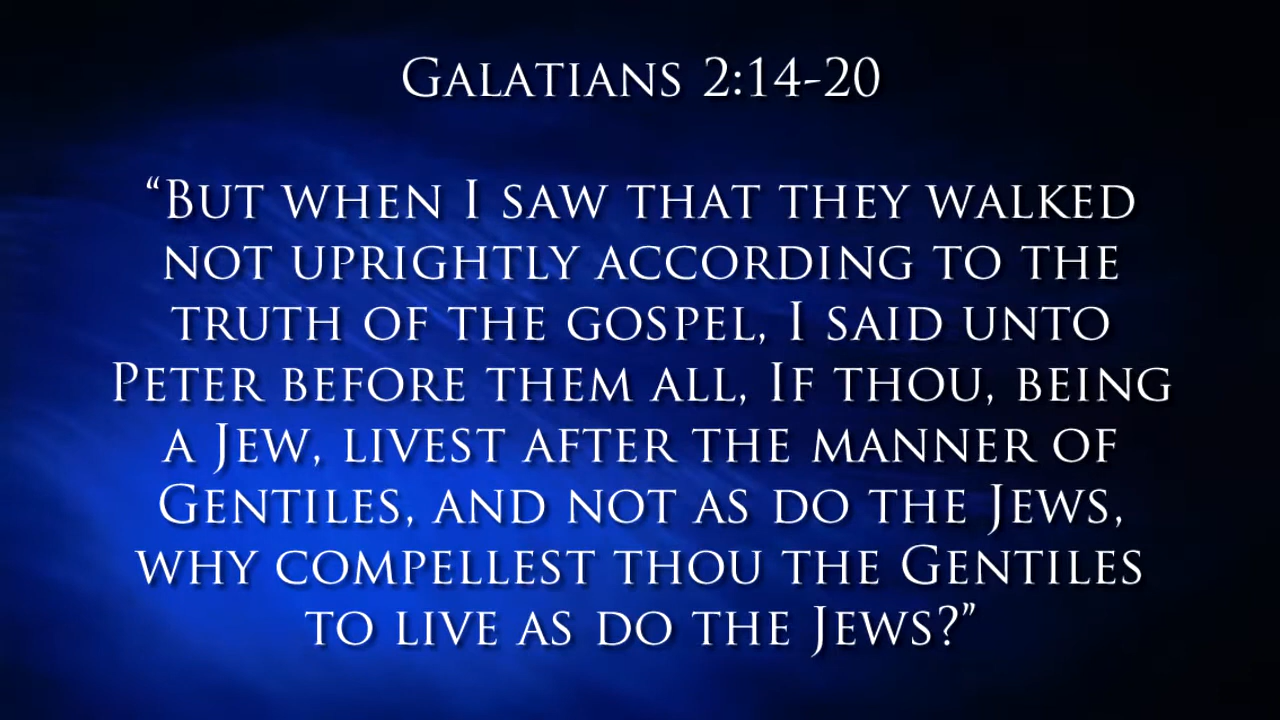 Galatians 2:14-20
“But when I saw that they walked
not uprightly according to the
truth of the gospel, I said unto
Peter before them all, If thou, being
a Jew, livest after the manner of
Gentiles, and not as do the Jews,
why compellest thou the Gentiles
to live as do the Jews?”